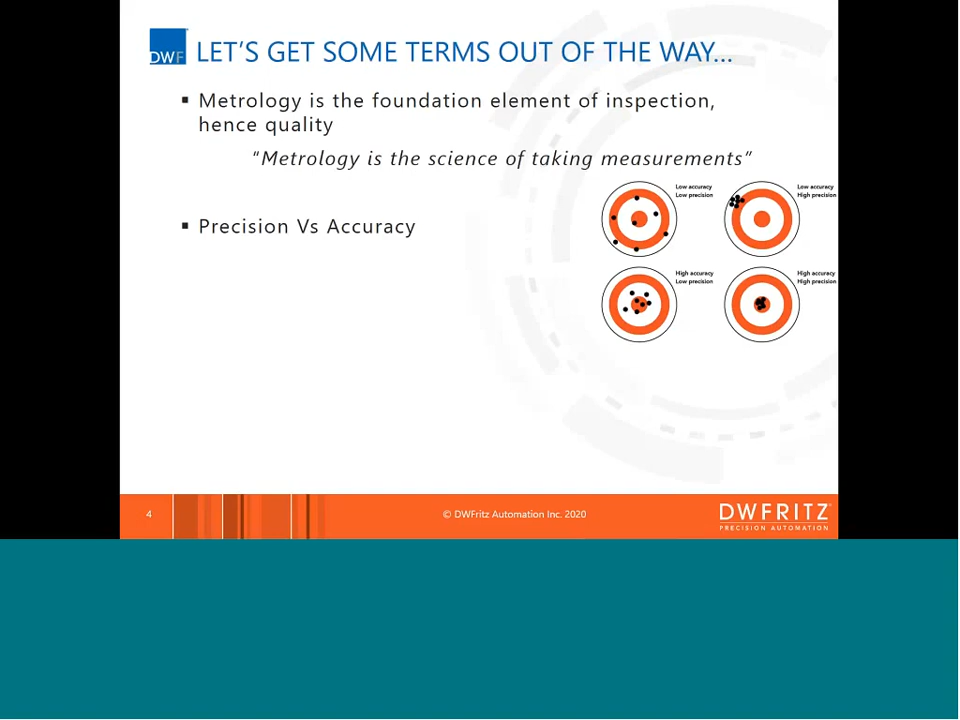 DWF
LET'S GET SOME TERMS OUT OF THE WAY...
▪ Metrology is the foundation element of inspection,
hence quality
"Metrology is the science of taking measurements"
Low accuracy
Low precision
Low accuracy
High precision
▪ Precision Vs Accuracy
High accuracy
Low precision
High accuracy
High precision
4
© DWFritz Automation Inc. 2020
DWFRITZ
PRECISION AUTOMATION